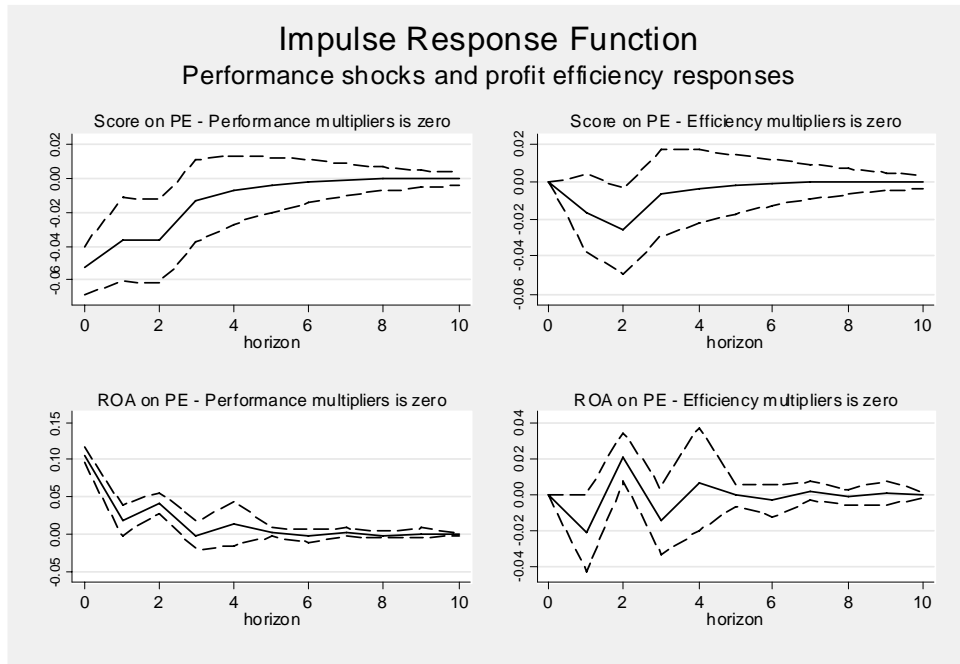 Impulse Response Function
Performance shocks and profit efficiency responses
Score on PE - Performance multipliers is zero
0.02
0.00
-0.02
-0.04
-0.06
0 2 4 6 8 10
horizon
Score on PE - Efficiency multipliers is zero
0.02
0.00
-0.02
-0.04
-0.06
0 2 4 6 8 10
horizon
ROA on PE - Performance multipliers is zero
0.15
0.10
0.05
0.00
-0.05
0 2 4 6 8 10
horizon
ROA on PE - Efficiency multipliers is zero
0.04
0.02
0.00
-0.02
-0.04
0 2 4 6 8 10
horizon